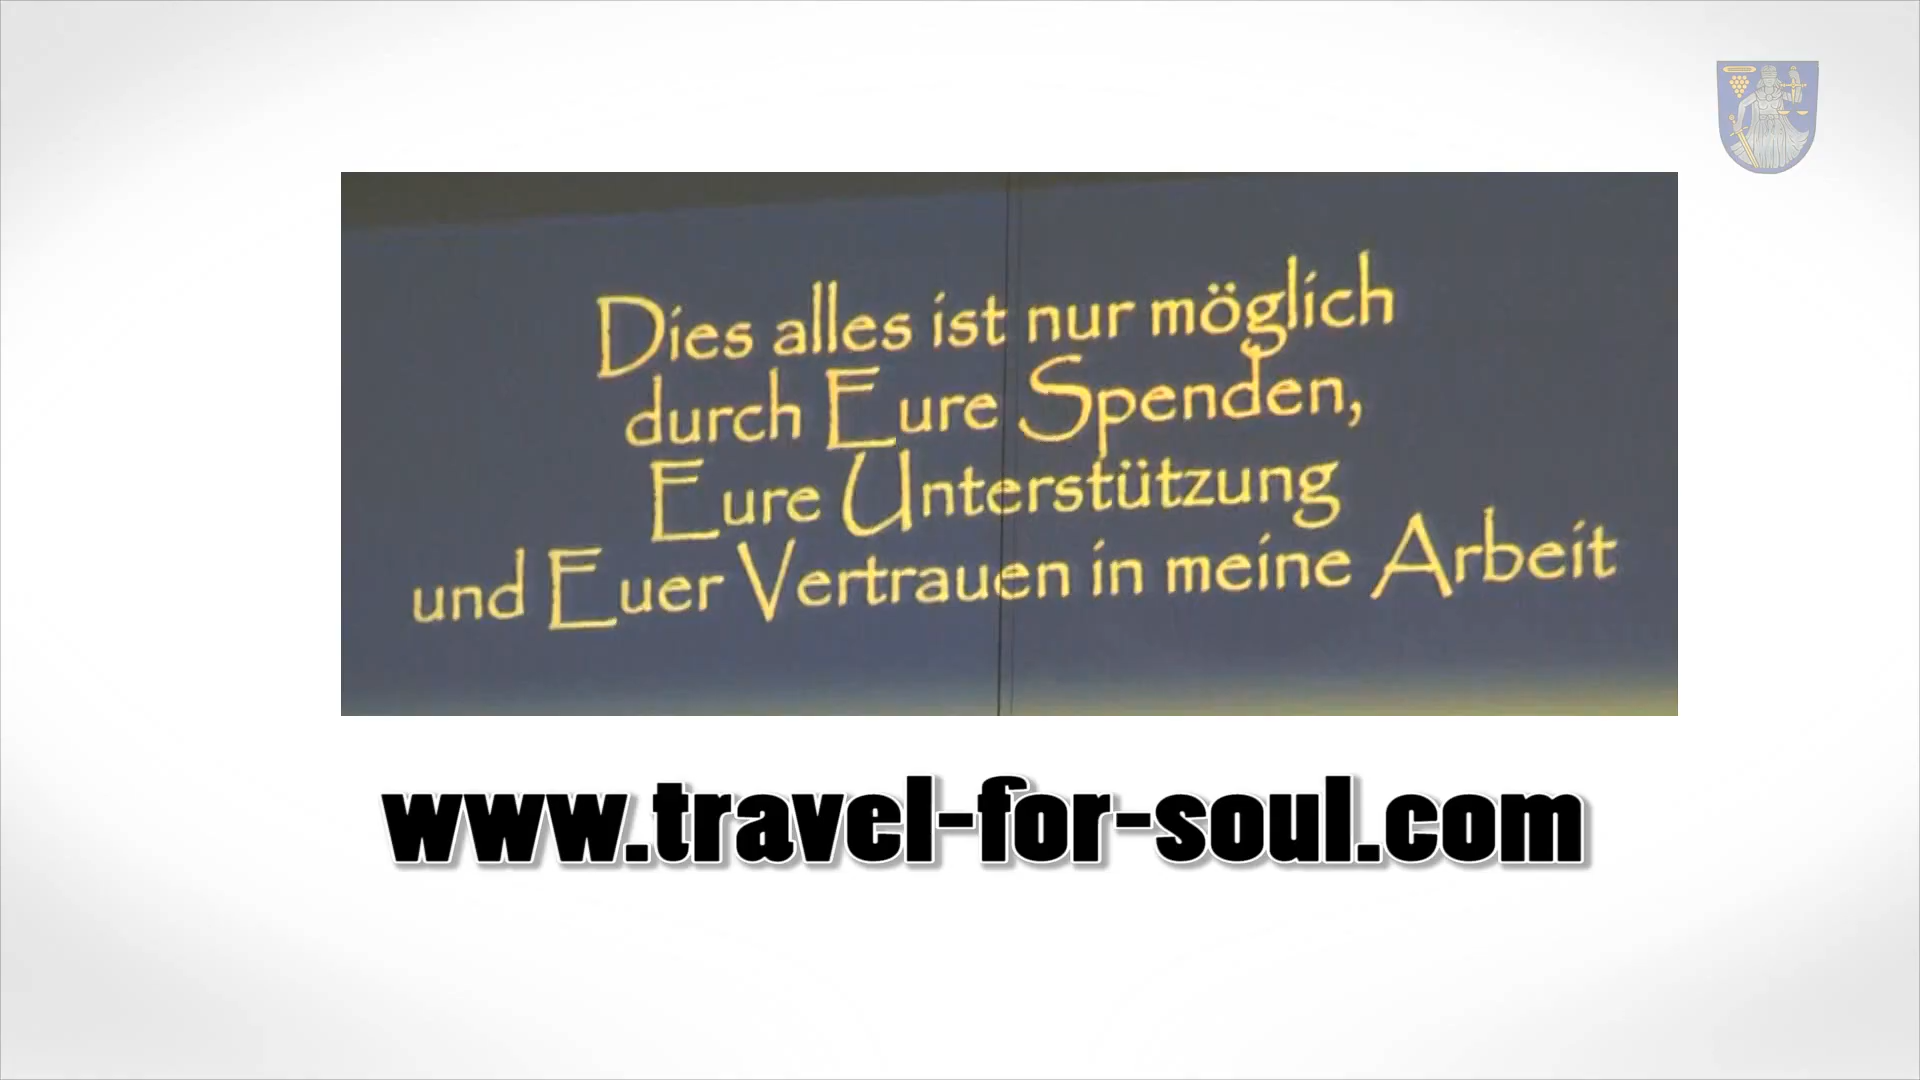 Dies alles ist nur möglich
durch Eure Spenden,
Eure Unterstützung
und Euer Vertrauen in meine Arbeit
www.travel-for-soul.com